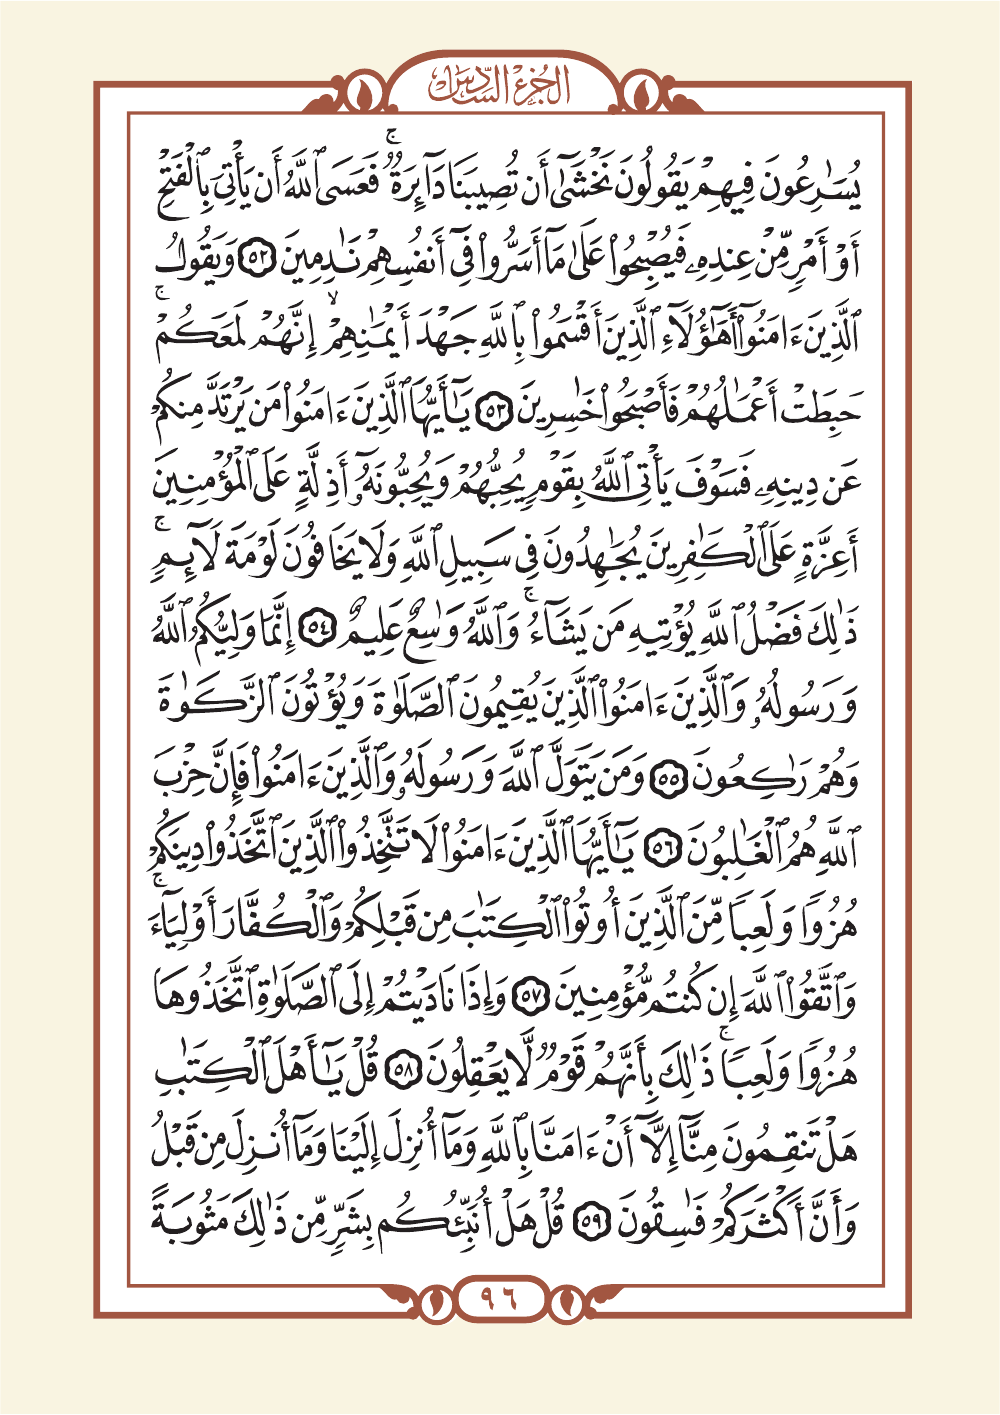 الجزء السادس
يُسَٰرِعُونَ فِيهِمْ يَقُولُونَ نَخْشَىٰٓ أَن تُصِيبَنَا دَآئِرَةٌۚ فَعَسَى ٱللَّهُ أَن يَأْتِىَ بِٱلْفَتْحِ
أَوْ أَمْرٍ مِّنْ عِندِهِۦ فَيُصْبِحُوا۟ عَلَىٰ مَآ أَسَرُّوا۟ فِىٓ أَنفُسِهِمْ نَٰدِمِينَ ٥٢ وَيَقُولُ
ٱلَّذِينَ ءَامَنُوٓا۟ أَهَٰٓؤُلَآءِ ٱلَّذِينَ أَقْسَمُوا۟ بِٱللَّهِ جَهْدَ أَيْمَٰنِهِمْۙ إِنَّهُمْ لَمَعَكُمْۚ
حَبِطَتْ أَعْمَٰلُهُمْ فَأَصْبَحُوا۟ خَٰسِرِينَ ٥٣ يَٰٓأَيُّهَا ٱلَّذِينَ ءَامَنُوا۟ مَن يَرْتَدَّ مِنكُمْ
عَن دِينِهِۦ فَسَوْفَ يَأْتِى ٱللَّهُ بِقَوْمٍ يُحِبُّهُمْ وَيُحِبُّونَهُۥٓ أَذِلَّةٍ عَلَى ٱلْمُؤْمِنِينَ
أَعِزَّةٍ عَلَى ٱلْكَٰفِرِينَ يُجَٰهِدُونَ فِى سَبِيلِ ٱللَّهِ وَلَا يَخَافُونَ لَوْمَةَ لَآئِمٍۚ
ذَٰلِكَ فَضْلُ ٱللَّهِ يُؤْتِيهِ مَن يَشَآءُۚ وَٱللَّهُ وَٰسِعٌ عَلِيمٌ ٥٤ إِنَّمَا وَلِيُّكُمُ ٱللَّهُ
وَرَسُولُهُۥ وَٱلَّذِينَ ءَامَنُوا۟ ٱلَّذِينَ يُقِيمُونَ ٱلصَّلَوٰةَ وَيُؤْتُونَ ٱلزَّكَوٰةَ
وَهُمْ رَٰكِعُونَ ٥٥ وَمَن يَتَوَلَّ ٱللَّهَ وَرَسُولَهُۥ وَٱلَّذِينَ ءَامَنُوا۟ فَإِنَّ حِزْبَ
ٱللَّهِ هُمُ ٱلْغَٰلِبُونَ ٥٦ يَٰٓأَيُّهَا ٱلَّذِينَ ءَامَنُوا۟ لَا تَتَّخِذُوا۟ ٱلَّذِينَ ٱتَّخَذُوا۟ دِينَكُمْ
هُزُوًا وَلَعِبًا مِّنَ ٱلَّذِينَ أُوتُوا۟ ٱلْكِتَٰبَ مِن قَبْلِكُمْ وَٱلْكُفَّارَ أَوْلِيَآءَۚ
وَٱتَّقُوا۟ ٱللَّهَ إِن كُنتُم مُّؤْمِنِينَ ٥٧ وَإِذَا نَادَيْتُمْ إِلَى ٱلصَّلَوٰةِ ٱتَّخَذُوهَا
هُزُوًا وَلَعِبًاۚ ذَٰلِكَ بِأَنَّهُمْ قَوْمٌ لَّا يَعْقِلُونَ ٥٨ قُلْ يَٰٓأَهْلَ ٱلْكِتَٰبِ
هَلْ تَنقِمُونَ مِنَّآ إِلَّآ أَنْ ءَامَنَّا بِٱللَّهِ وَمَآ أُنزِلَ إِلَيْنَا وَمَآ أُنزِلَ مِن قَبْلُ
وَأَنَّ أَكْثَرَكُمْ فَٰسِقُونَ ٥٩ قُلْ هَلْ أُنَبِّئُكُم بِشَرٍّ مِّن ذَٰلِكَ مَثُوبَةً
٩٦